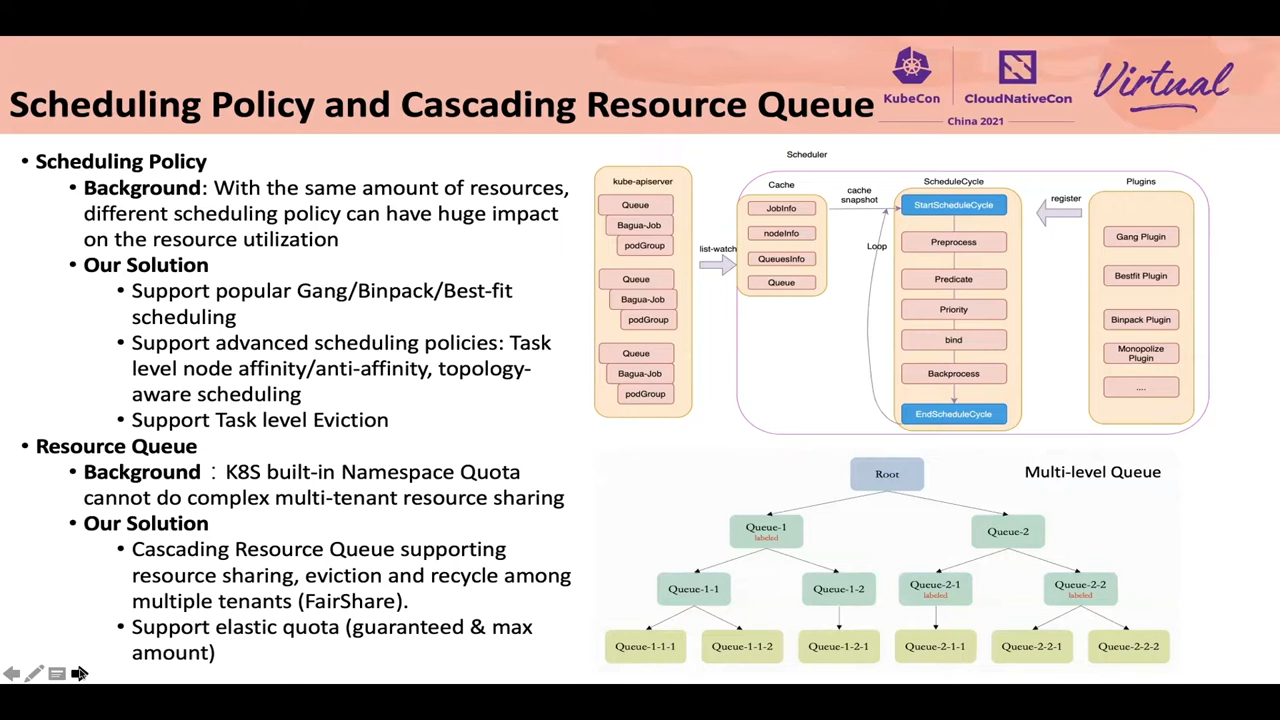 Scheduling Policy and Cascading Resource Queue
KubeCon
CloudNativeCon
China 2021
Virtual
• Scheduling Policy
• Background: With the same amount of resources,
different scheduling policy can have huge impact
on the resource utilization
• Our Solution
• Support popular Gang/Binpack/Best-fit
scheduling
• Support advanced scheduling policies: Task
level node affinity/anti-affinity, topology-
aware scheduling
• Support Task level Eviction
• Resource Queue
• Background：K8S built-in Namespace Quota
cannot do complex multi-tenant resource sharing
• Our Solution
• Cascading Resource Queue supporting
resource sharing, eviction and recycle among
multiple tenants (FairShare).
• Support elastic quota (guaranteed & max
amount)
Scheduler
kube-apiserver
Queue
Bagua-Job
podGroup
Queue
Bagua-Job
podGroup
Queue
Bagua-Job
podGroup
list-watch
Cache
JobInfo
nodeInfo
QueuesInfo
Queue
cache
snapshot
Loop
ScheduleCycle
StartScheduleCycle
Preprocess
Predicate
Priority
bind
Backprocess
EndScheduleCycle
register
Plugins
Gang Plugin
Bestfit Plugin
Binpack Plugin
Monopolize
Plugin
....
Multi-level Queue
Root
Queue-1
labeled
Queue-2
Queue-1-1
Queue-1-2
Queue-2-1
labeled
Queue-2-2
labeled
Queue-1-1-1
Queue-1-1-2
Queue-1-2-1
Queue-2-1-1
Queue-2-2-1
Queue-2-2-2